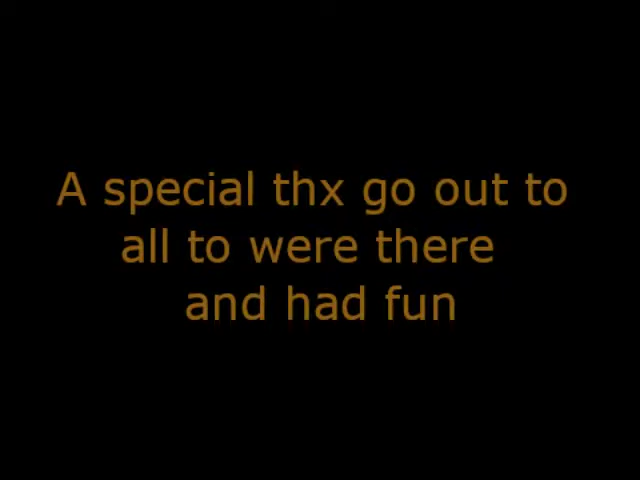 A special thx go out to
all to were there
and had fun